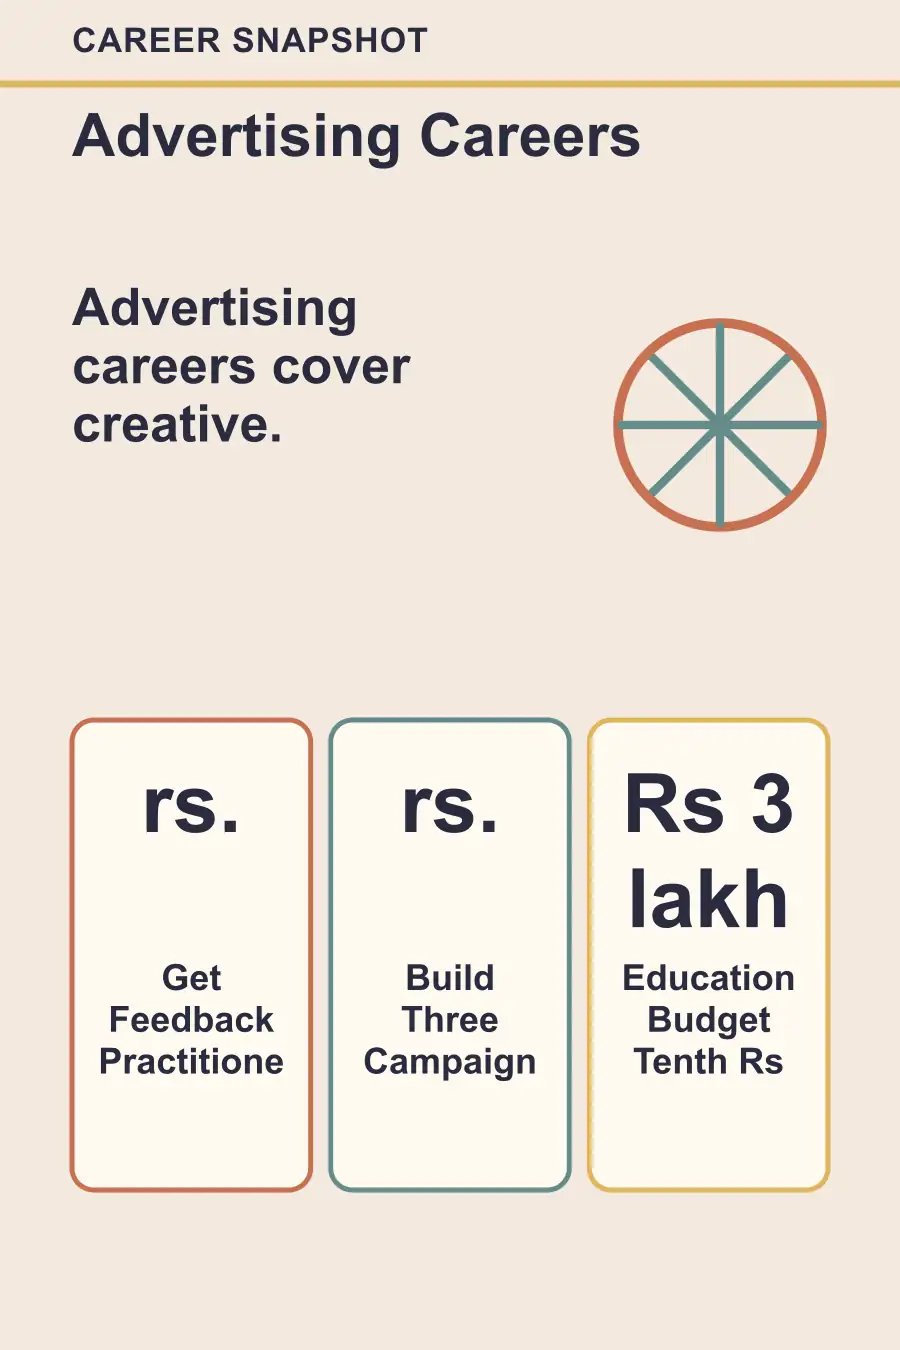 CAREER SNAPSHOT
Advertising Careers
Advertising
careers cover
creative.
rs.
Get
Feedback
Practitione
rs.
Build
Three
Campaign
Rs 3
lakh
Education
Budget
Tenth Rs